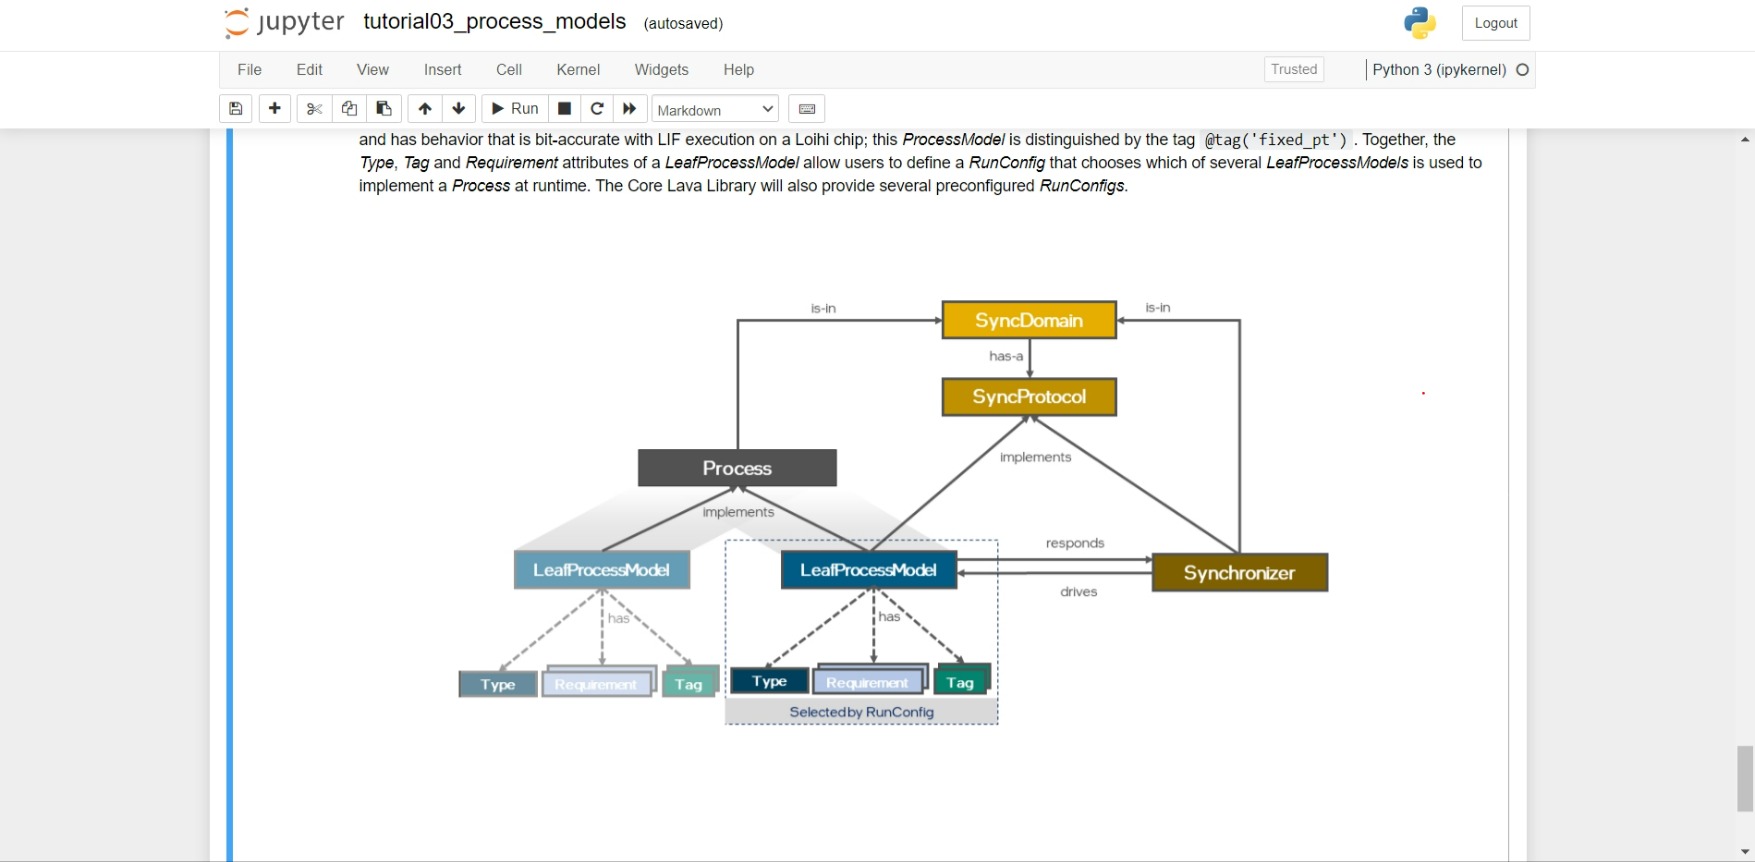 jupyter tutorial03_process_models (autosaved)
Logout
File Edit View Insert Cell Kernel Widgets Help
Trusted Python 3 (ipykernel)
Run Markdown
and has behavior that is bit-accurate with LIF execution on a Loihi chip; this ProcessModel is distinguished by the tag @tag('fixed_pt') . Together, the
Type, Tag and Requirement attributes of a LeafProcessModel allow users to define a RunConfig that chooses which of several LeafProcessModels is used to
implement a Process at runtime. The Core Lava Library will also provide several preconfigured RunConfigs.
is-in
SyncDomain
is-in
has-a
SyncProtocol
implements
Process
implements
LeafProcessModel
LeafProcessModel
responds
drives
Synchronizer
has
has
Type Requirement Tag
Type Requirement Tag
Selected by RunConfig